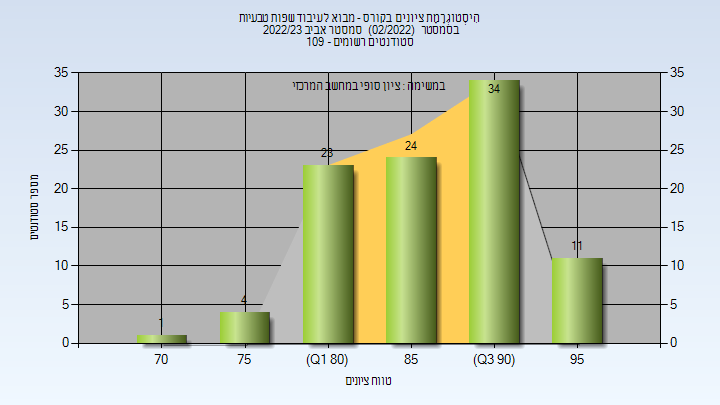 היסטוגרמת ציונים בקורס - מבוא לעיבוד שפות טבעיות
בסמסטר (02/2022) סמסטר אביב 2022/23
סטודנטים רשומים - 109
במשימה : ציון סופי במחשב המרכזי
מספר סטודנטים
35 30 25 20 15 10 5 0
1 4 23 24 34 11
35 30 25 20 15 10 5 0
70 75 (Q1 80) 85 (Q3 90) 95
טווח ציונים